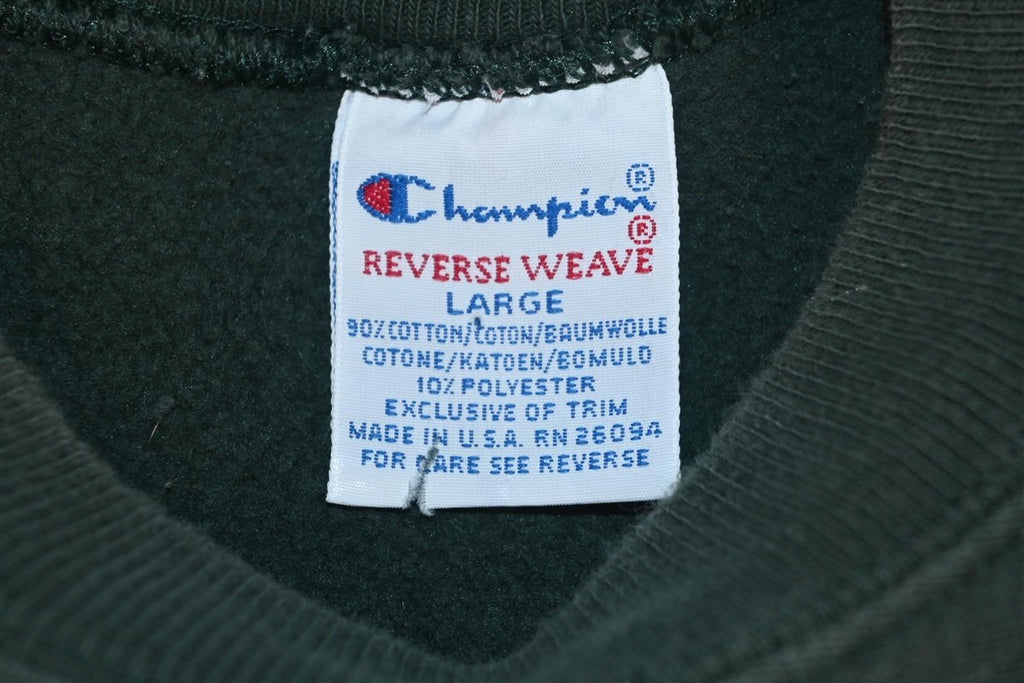 Champion®
REVERSE WEAVE®
LARGE
90% COTTON/COTON/BAUMWOLLE
COTONE/KATOEN/BOMULD
10% POLYESTER
EXCLUSIVE OF TRIM
MADE IN U.S.A. RN 26094
FOR CARE SEE REVERSE